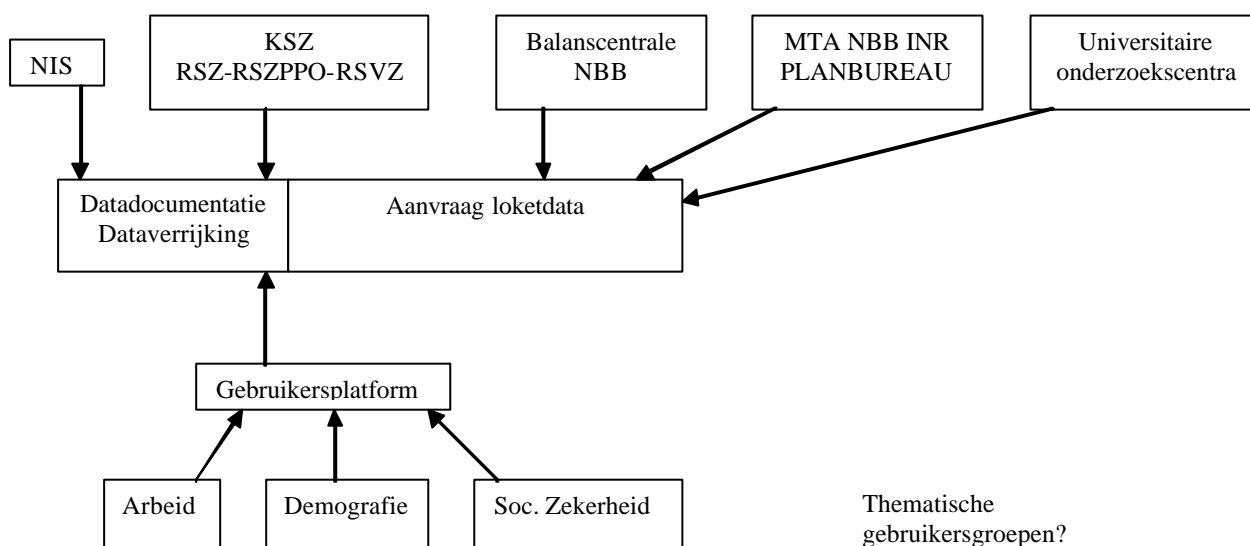 NIS
KSZ
RSZ-RSZPPO-RSVZ
Balanscentrale
NBB
MTA NBB INR
PLANBUREAU
Universitaire
onderzoekscentra
Datadocumentatie
Dataverrijking
Aanvraag loketdata
Gebruikersplatform
Arbeid
Demografie
Soc. Zekerheid
Thematische
gebruikersgroepen?